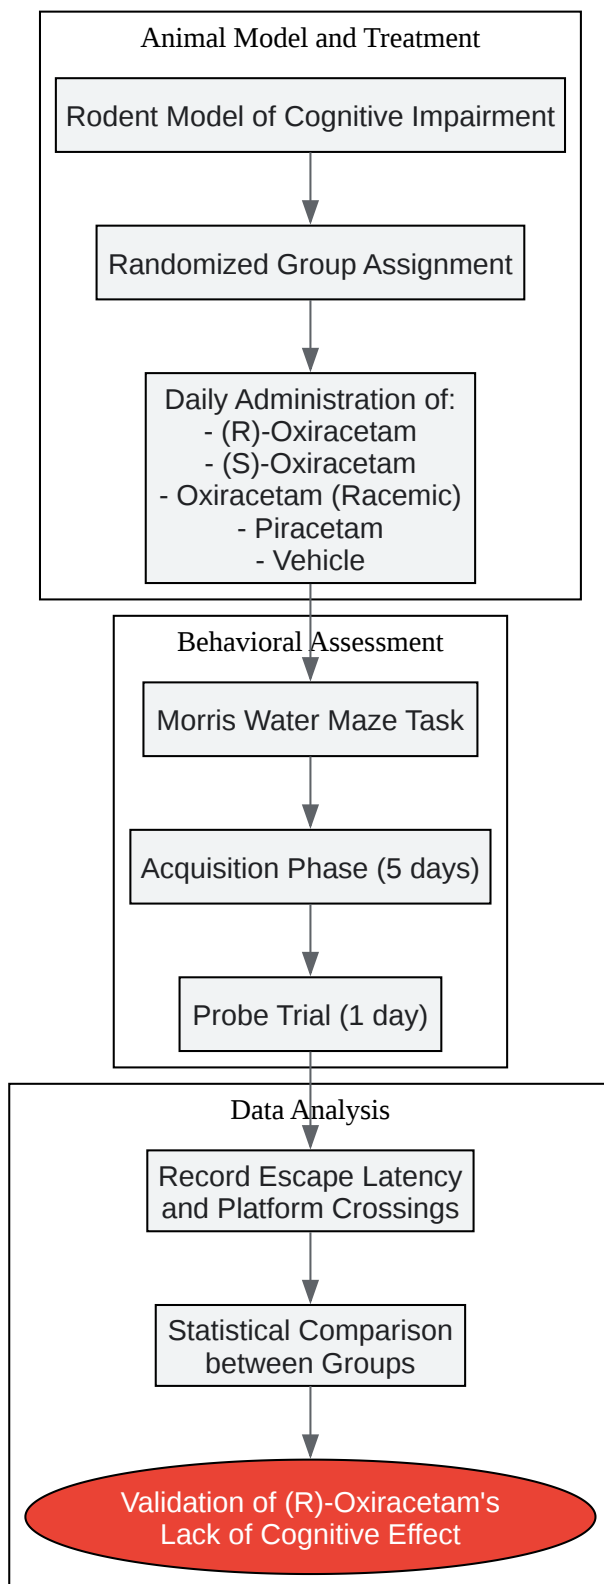 Animal Model and Treatment
Rodent Model of Cognitive Impairment
Randomized Group Assignment
Daily Administration of:
- (R)-Oxiracetam
- (S)-Oxiracetam
- Oxiracetam (Racemic)
- Piracetam
- Vehicle
Behavioral Assessment
Morris Water Maze Task
Acquisition Phase (5 days)
Probe Trial (1 day)
Data Analysis
Record Escape Latency
and Platform Crossings
Statistical Comparison
between Groups
Validation of (R)-Oxiracetam's
Lack of Cognitive Effect